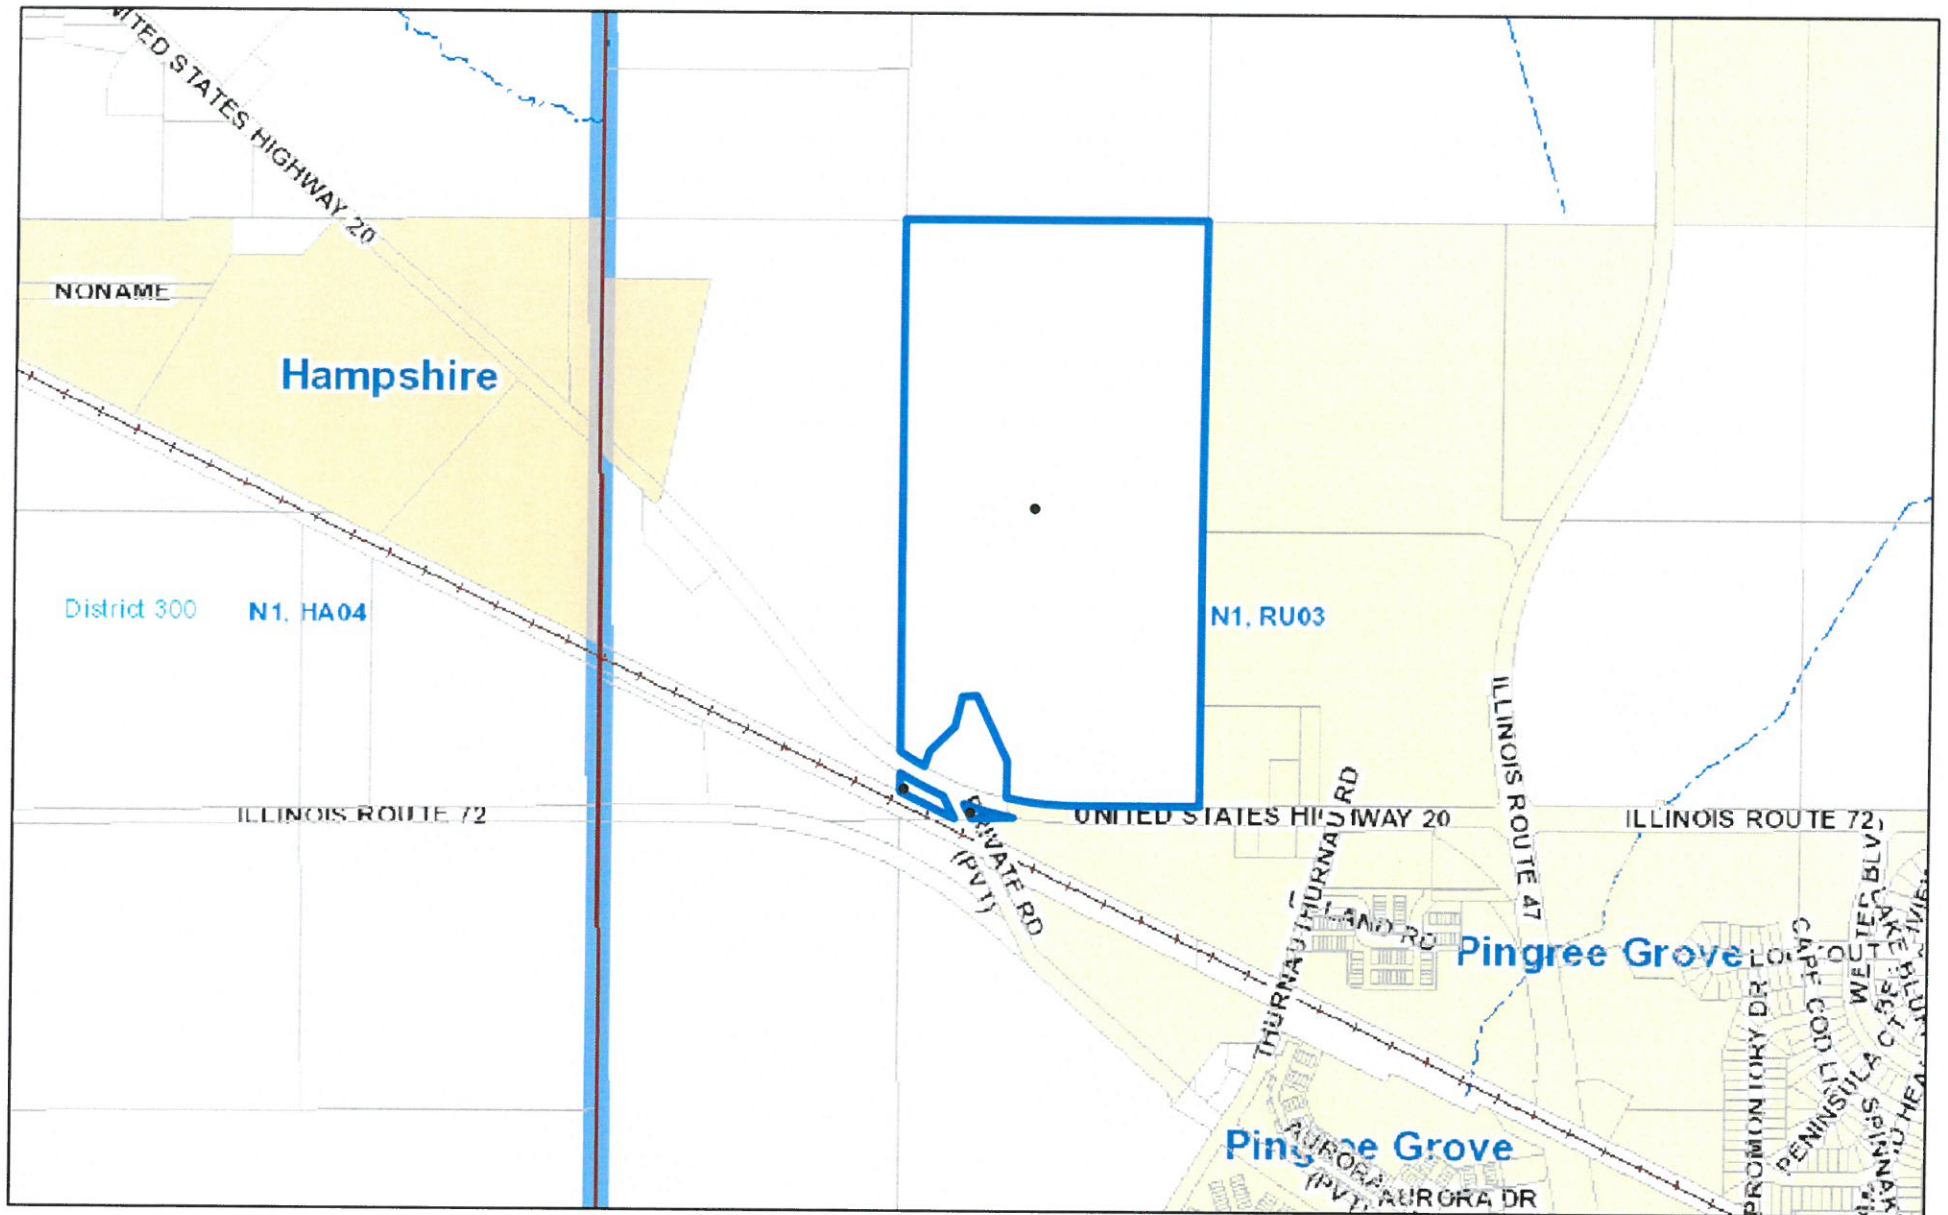 UNITED STATES HIGHWAY 20
NONAME
Hampshire
District 300
N1, HA04
N1, RU03
ILLINOIS ROUTE 72
UNITED STATES HIGHWAY 20
ILLINOIS ROUTE 72
PRIVATE RD
(PVT)
THURNAU RD
THURNAU RD
ILLINOIS ROUTE 47
Pingree Grove
PROMONTORY DR
CAPE COD LN
PENINSULA CT
Pingree Grove
AURORA
(PVT)
AURORA DR